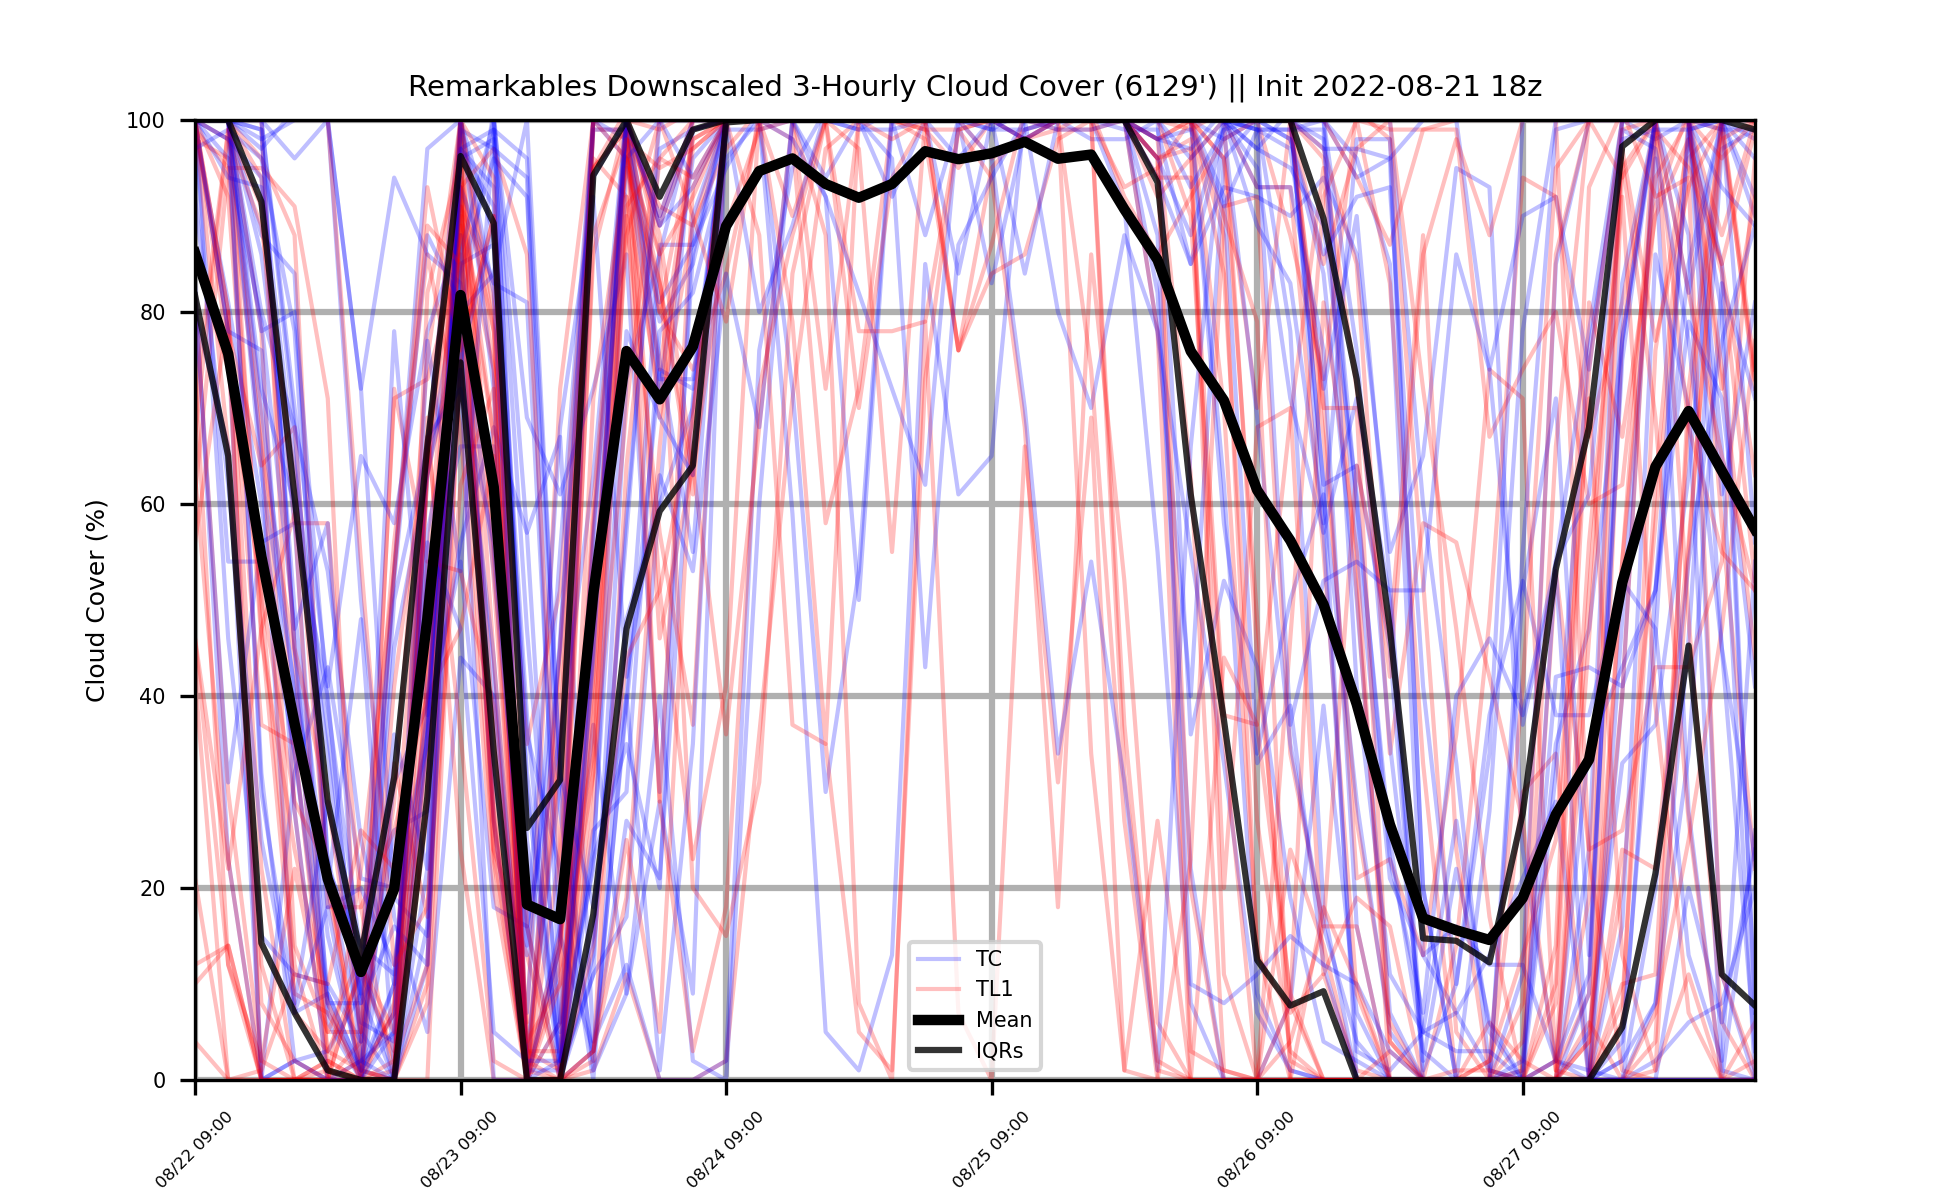 Remarkables Downscaled 3-Hourly Cloud Cover (6129') || Init 2022-08-21 18z
Cloud Cover (%)
100
80
60
40
20
0
TC
TL1
Mean
IQRs
08/22 09:00
08/23 09:00
08/24 09:00
08/25 09:00
08/26 09:00
08/27 09:00